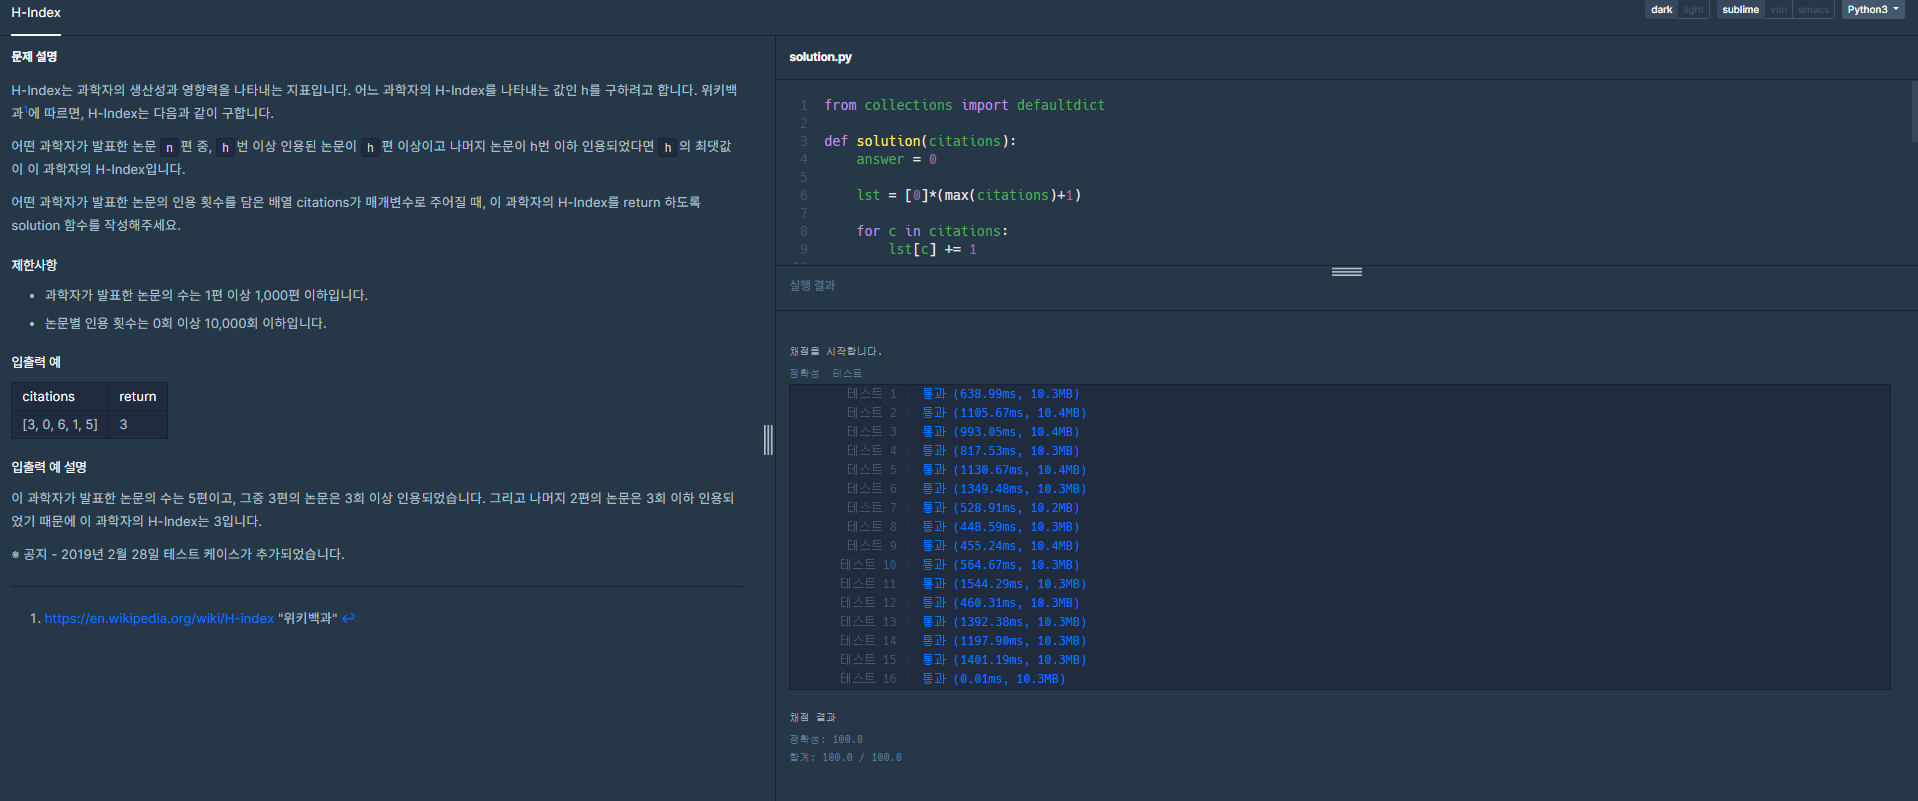 H-Index
dark light sublime vim emacs Python3
문제 설명
H-Index는 과학자의 생산성과 영향력을 나타내는 지표입니다. 어느 과학자의 H-Index를 나타내는 값인 h를 구하려고 합니다. 위키백
과1에 따르면, H-Index는 다음과 같이 구합니다.
어떤 과학자가 발표한 논문 n 편 중, h 번 이상 인용된 논문이 h 편 이상이고 나머지 논문이 h번 이하 인용되었다면 h 의 최댓값
이 이 과학자의 H-Index입니다.
어떤 과학자가 발표한 논문의 인용 횟수를 담은 배열 citations가 매개변수로 주어질 때, 이 과학자의 H-Index를 return 하도록
solution 함수를 작성해주세요.
제한사항
• 과학자가 발표한 논문의 수는 1편 이상 1,000편 이하입니다.
• 논문별 인용 횟수는 0회 이상 10,000회 이하입니다.
입출력 예
citations return
[3, 0, 6, 1, 5] 3
입출력 예 설명
이 과학자가 발표한 논문의 수는 5편이고, 그중 3편의 논문은 3회 이상 인용되었습니다. 그리고 나머지 2편의 논문은 3회 이하 인용되
었기 때문에 이 과학자의 H-Index는 3입니다.
※ 공지 - 2019년 2월 28일 테스트 케이스가 추가되었습니다.
1. https://en.wikipedia.org/wiki/H-index "위키백과" ↩
solution.py
1 from collections import defaultdict
2
3 def solution(citations):
4 answer = 0
5
6 lst = [0]*(max(citations)+1)
7
8 for c in citations:
9 lst[c] += 1
실행 결과
채점을 시작합니다.
정확성 테스트
테스트 1 〉 통과 (638.99ms, 10.3MB)
테스트 2 〉 통과 (1105.67ms, 10.4MB)
테스트 3 〉 통과 (993.05ms, 10.4MB)
테스트 4 〉 통과 (817.53ms, 10.3MB)
테스트 5 〉 통과 (1130.67ms, 10.4MB)
테스트 6 〉 통과 (1349.48ms, 10.3MB)
테스트 7 〉 통과 (528.91ms, 10.2MB)
테스트 8 〉 통과 (448.59ms, 10.3MB)
테스트 9 〉 통과 (455.24ms, 10.4MB)
테스트 10 〉 통과 (564.67ms, 10.3MB)
테스트 11 〉 통과 (1544.29ms, 10.3MB)
테스트 12 〉 통과 (460.31ms, 10.3MB)
테스트 13 〉 통과 (1392.38ms, 10.3MB)
테스트 14 〉 통과 (1197.90ms, 10.3MB)
테스트 15 〉 통과 (1401.19ms, 10.3MB)
테스트 16 〉 통과 (0.01ms, 10.3MB)
채점 결과
정확성: 100.0
합계: 100.0 / 100.0